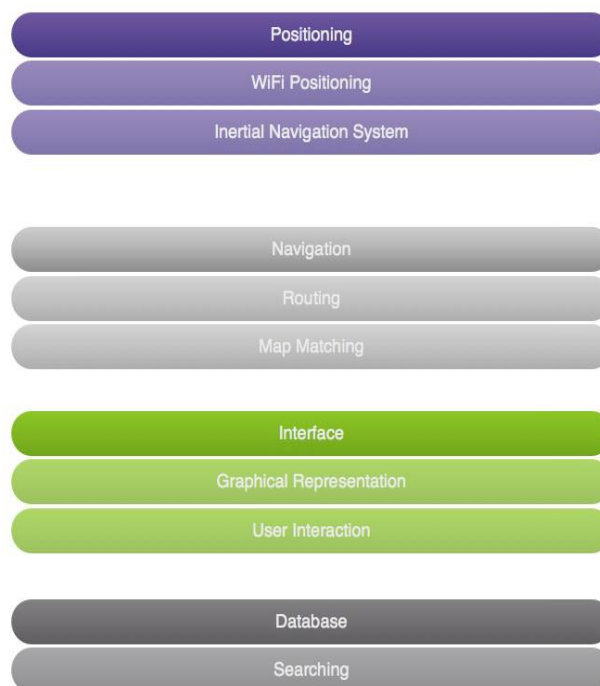 Positioning
WiFi Positioning
Inertial Navigation System
Navigation
Routing
Map Matching
Interface
Graphical Representation
User Interaction
Database
Searching